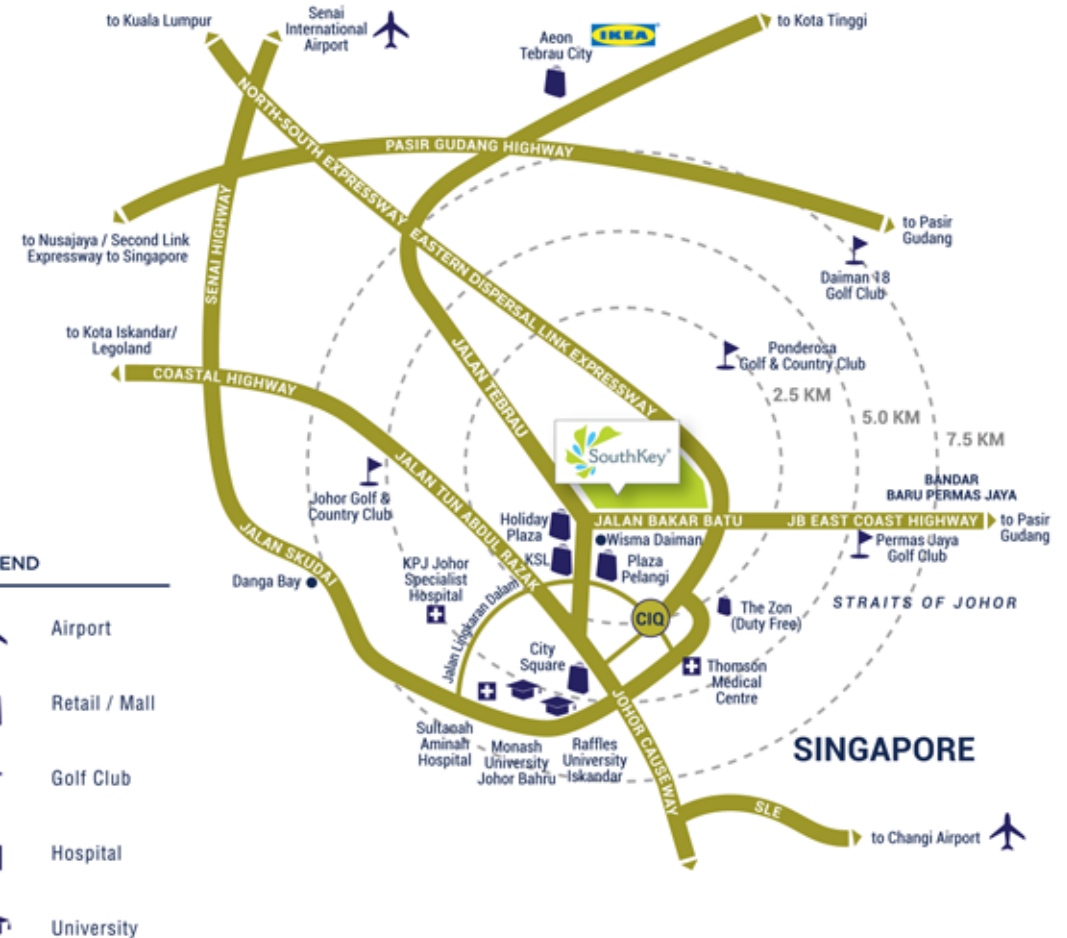 to Kuala Lumpur
Senai
International
Airport
Aeon
Tebrau City
IKEA
to Kota Tinggi
NORTH-SOUTH EXPRESSWAY
PASIR GUDANG HIGHWAY
to Nusajaya / Second Link
Expressway to Singapore
SENAI HIGHWAY
EASTERN DISPERSAL LINK EXPRESSWAY
to Pasir
Gudang
Daiman 18
Golf Club
to Kota Iskandar/
Legoland
COASTAL HIGHWAY
JALAN TEBRAU
Ponderosa
Golf & Country Club
2.5 KM
5.0 KM
7.5 KM
SouthKey
JALAN TUN ABDUL RAZAK
Johor Golf &
Country Club
BANDAR
BARU PERMAS JAYA
Holiday
Plaza
JALAN BAKAR BATU
JB EAST COAST HIGHWAY
to Pasir
Gudang
Wisma Daiman
Permas Jaya
Golf Club
KSL
Plaza
Pelangi
JALAN SKUDAI
Danga Bay
KPJ Johor
Specialist
Hospital
Jalan Lingkaran Dalam
CIQ
The Zon
(Duty Free)
STRAITS OF JOHOR
City
Square
Thomson
Medical
Centre
Sultanah
Aminah
Hospital
Monash
University
Johor Bahru
Raffles
University
Iskandar
JOHOR CAUSEWAY
SINGAPORE
SLE
to Changi Airport
END
Airport
Retail / Mall
Golf Club
Hospital
University